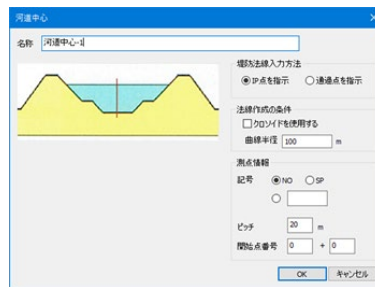 河道中心
名称 河道中心-1
堤防法線入力方法
IP点を指示 通過点を指示
法線作成の条件
クロソイドを使用する
曲線半径 100 m
測点情報
記号 NO SP
ピッチ 20 m
開始点番号 0 + 0
OK キャンセル